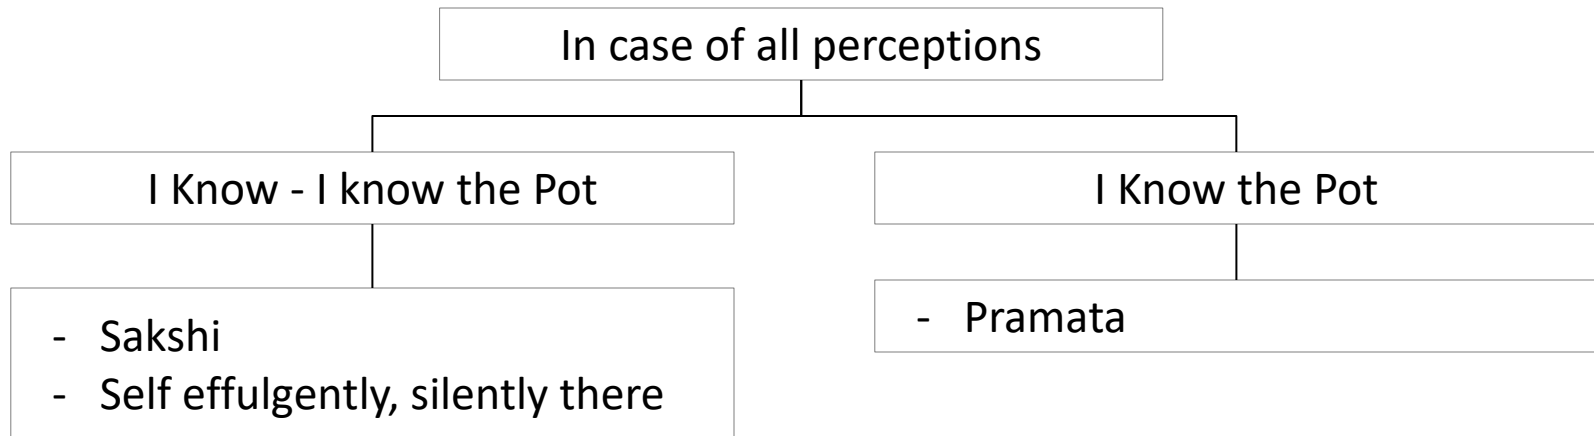 In case of all perceptions
I Know - I know the Pot
I Know the Pot
- Sakshi
- Self effulgently, silently there
- Pramata